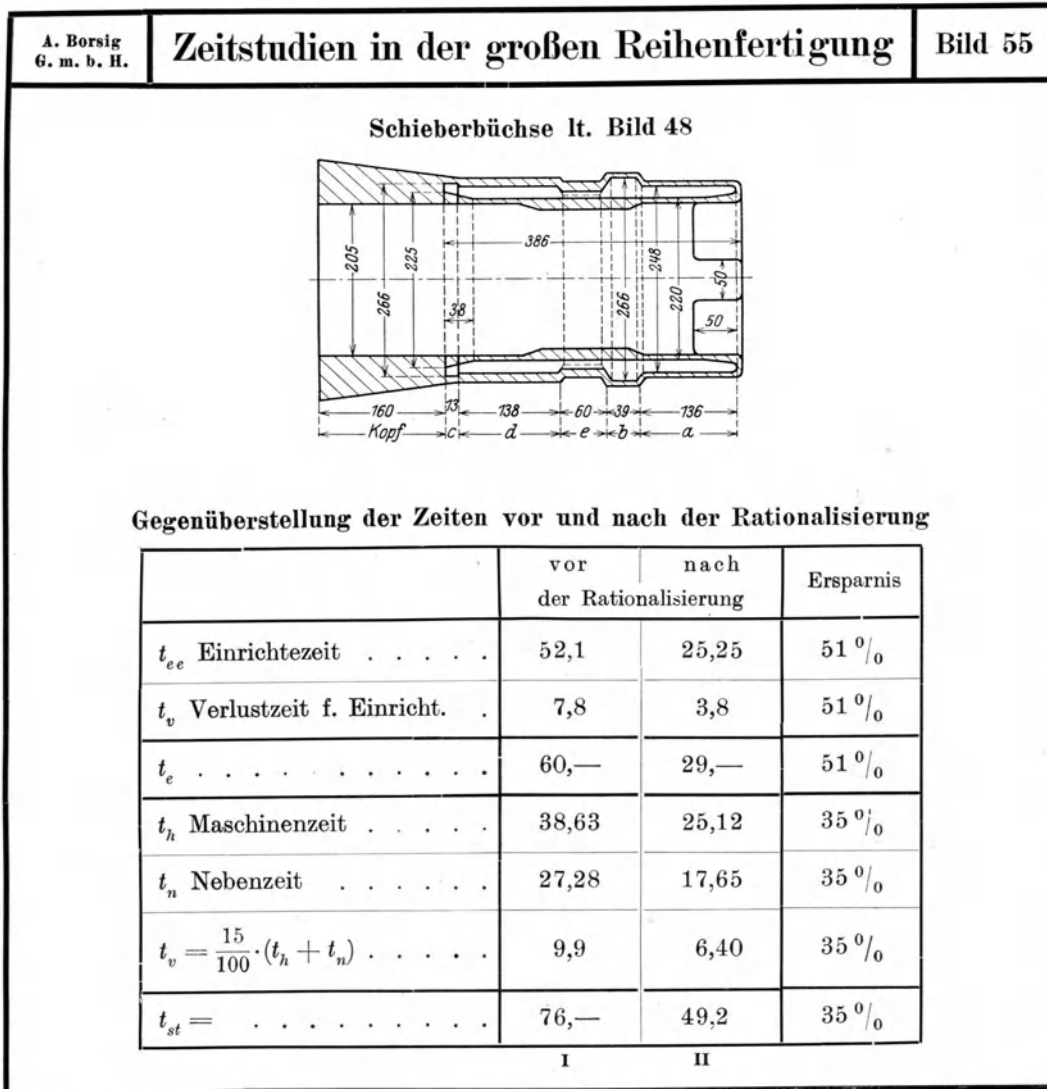 A. Borsig
G. m. b. H.
Zeitstudien in der großen Reihenfertigung
Bild 55
Schieberbüchse lt. Bild 48
386
205
266
225
38
266
248
220
50
50
160
13
138
60
39
136
Kopf
c
d
e
b
a
Gegenüberstellung der Zeiten vor und nach der Rationalisierung
vor nach Ersparnis
der Rationalisierung
t_ee Einrichtezeit . . . . . 52,1 25,25 51 %
t_v Verlustzeit f. Einricht. . 7,8 3,8 51 %
t_e . . . . . . . . . . . 60,— 29,— 51 %
t_h Maschinenzeit . . . . . 38,63 25,12 35 %
t_n Nebenzeit . . . . . 27,28 17,65 35 %
t_v = 15/100 · (t_h + t_n) . . . . . 9,9 6,40 35 %
t_st = . . . . . . . . . 76,— 49,2 35 %
I II